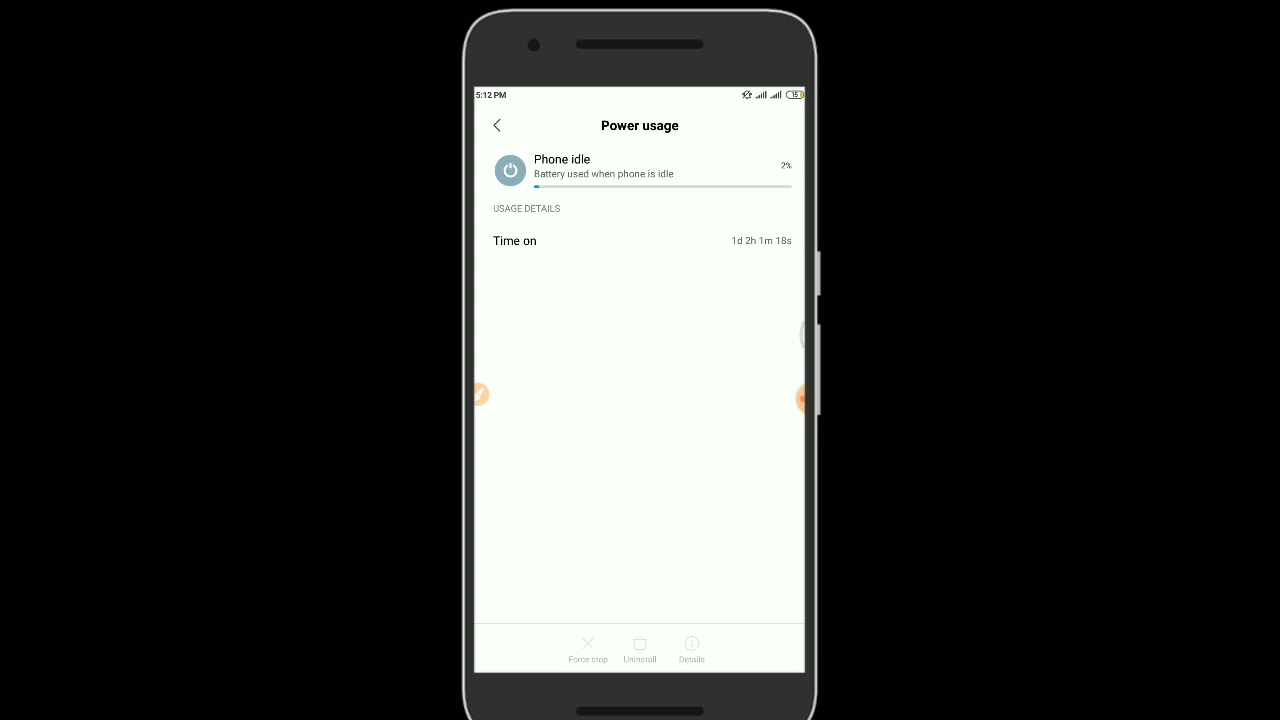 5:12 PM
15
Power usage
Phone idle
2%
Battery used when phone is idle
USAGE DETAILS
Time on
1d 2h 1m 18s
Force stop
Uninstall
Details